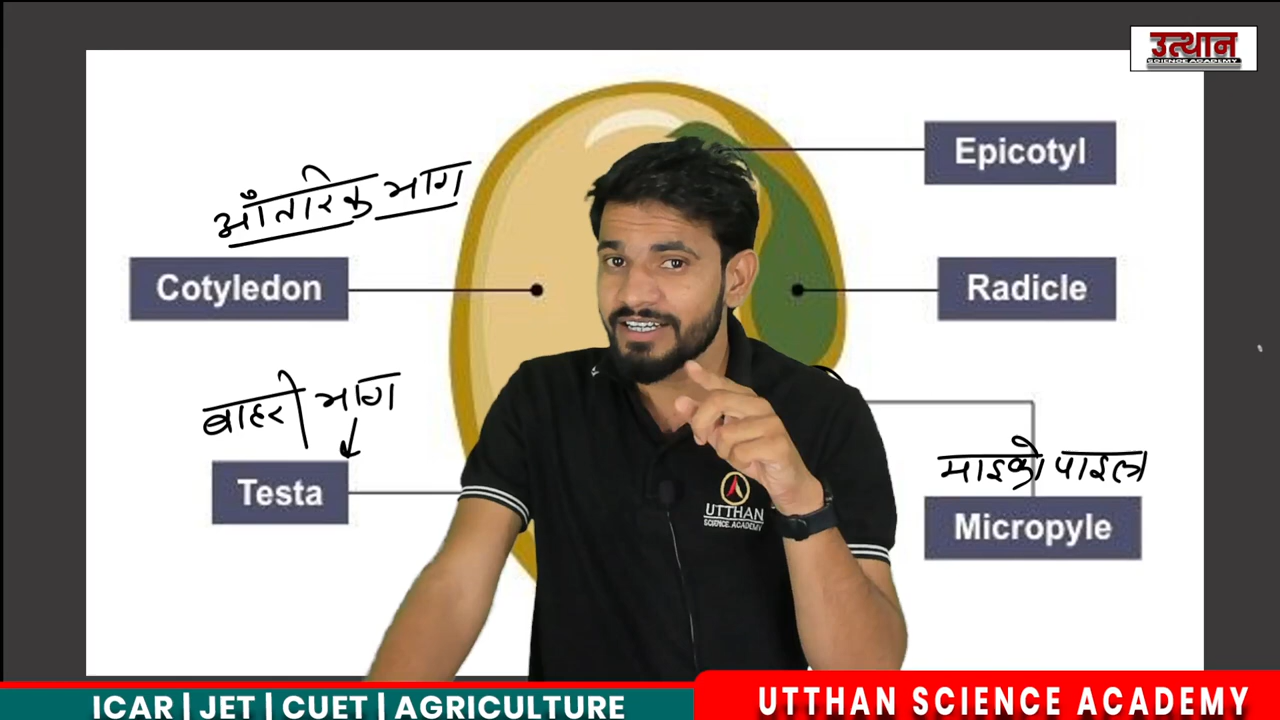 उत्थान
SCIENCE ACADEMY
Epicotyl
आँतरिक भाग
Cotyledon
Radicle
बाहरी भाग
Testa
माइक्रोपाइल
Micropyle
UTTHAN
SCIENCE ACADEMY
ICAR | JET | CUET | AGRICULTURE
UTTHAN SCIENCE ACADEMY